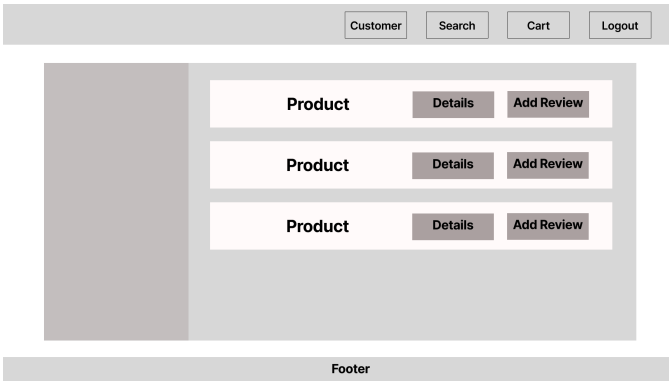 Customer Search Cart Logout
Product Details Add Review
Product Details Add Review
Product Details Add Review
Footer